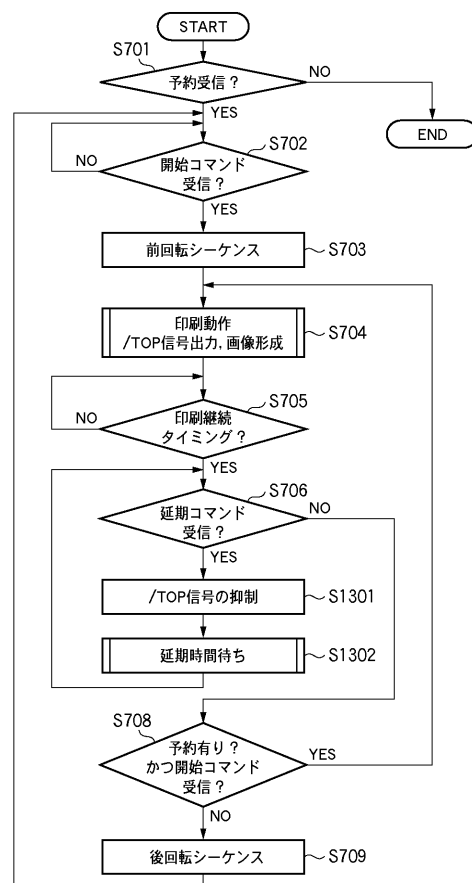 START
S701
予約受信？
NO
YES
END
S702
NO
開始コマンド
受信？
YES
前回転シーケンス
S703
印刷動作
/TOP信号出力,画像形成
S704
S705
NO
印刷継続
タイミング？
YES
S706
延期コマンド
受信？
NO
YES
/TOP信号の抑制
S1301
延期時間待ち
S1302
S708
予約有り？
かつ開始コマンド
受信？
YES
NO
後回転シーケンス
S709